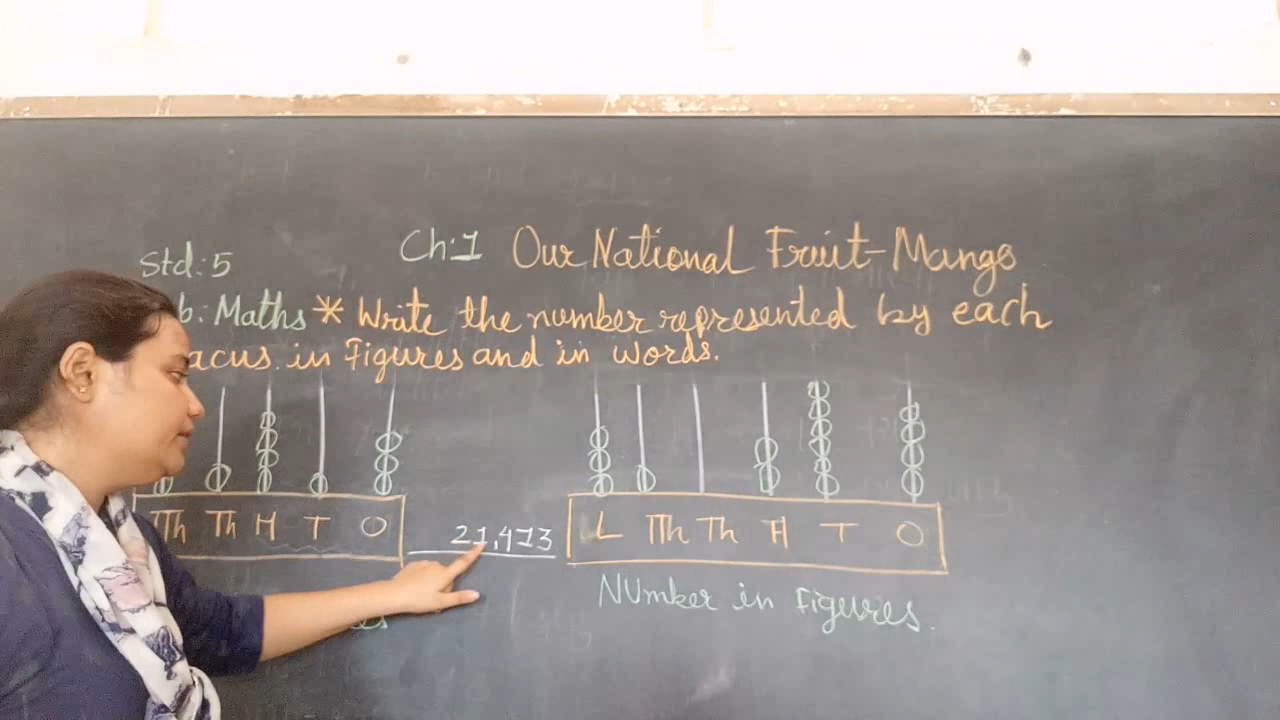 Std: 5
Ch:1 Our National Fruit-Mango
b: Maths * Write the number represented by each
acus in figures and in words.
TTh Th H T O
21,413
L TTh Th H T O
Number in figures.